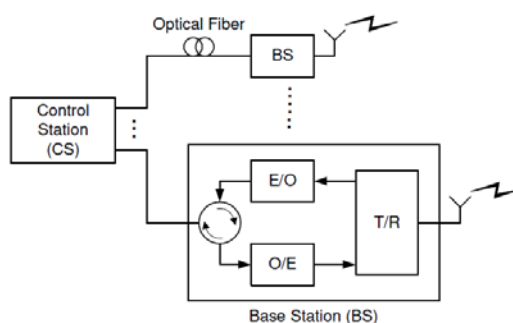 Optical Fiber
BS
Control
Station
(CS)
E/O
T/R
O/E
Base Station (BS)